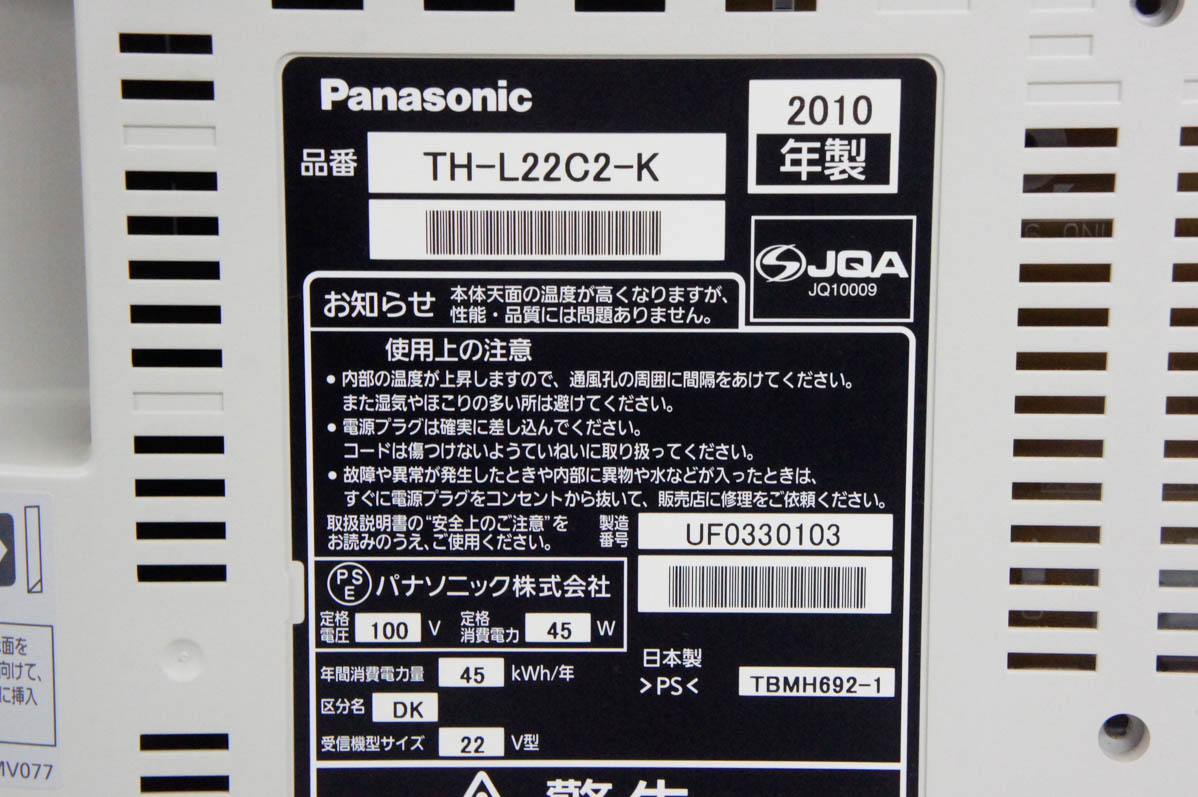 Panasonic
品番 TH-L22C2-K
2010
年製
JQA
JQ10009
お知らせ 本体天面の温度が高くなりますが、
性能・品質には問題ありません。
使用上の注意
●内部の温度が上昇しますので、通風孔の周囲に間隔をあけてください。
また湿気やほこりの多い所は避けてください。
●電源プラグは確実に差し込んでください。
コードは傷つけないようていねいに取り扱ってください。
●故障や異常が発生したときや内部に異物や水などが入ったときは、
すぐに電源プラグをコンセントから抜いて、販売店に修理をご依頼ください。
取扱説明書の“安全上のご注意”を
お読みのうえ、ご使用ください。
製造
番号 UF0330103
PSE パナソニック株式会社
定格
電圧 100 V 定格
消費電力 45 W
年間消費電力量 45 kWh/年
日本製
>PS<
TBMH692-1
区分名 DK
受信機型サイズ 22 V型
面を
向けて、
に挿入
MV077